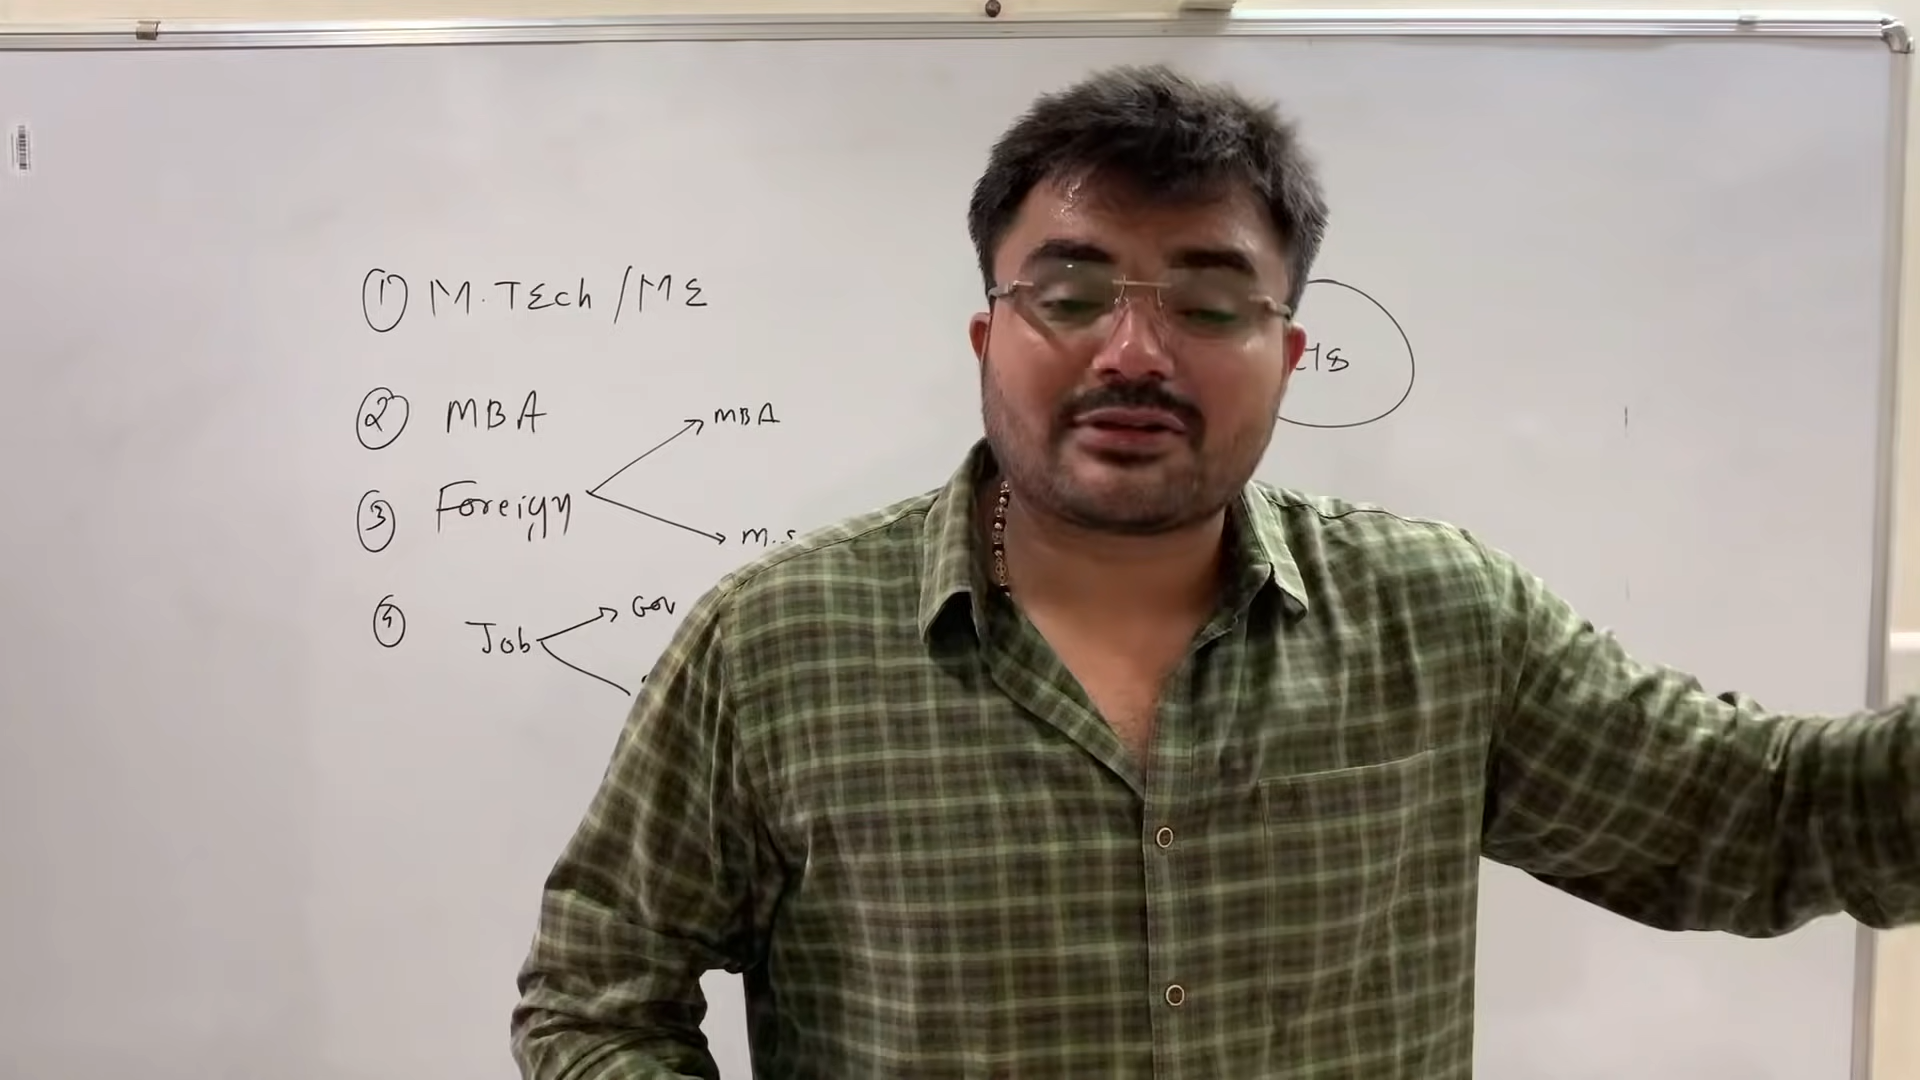 ① M.TEch / ME
② MBA
③ Foreign → MBA
→ M.S
④ Job → Gov